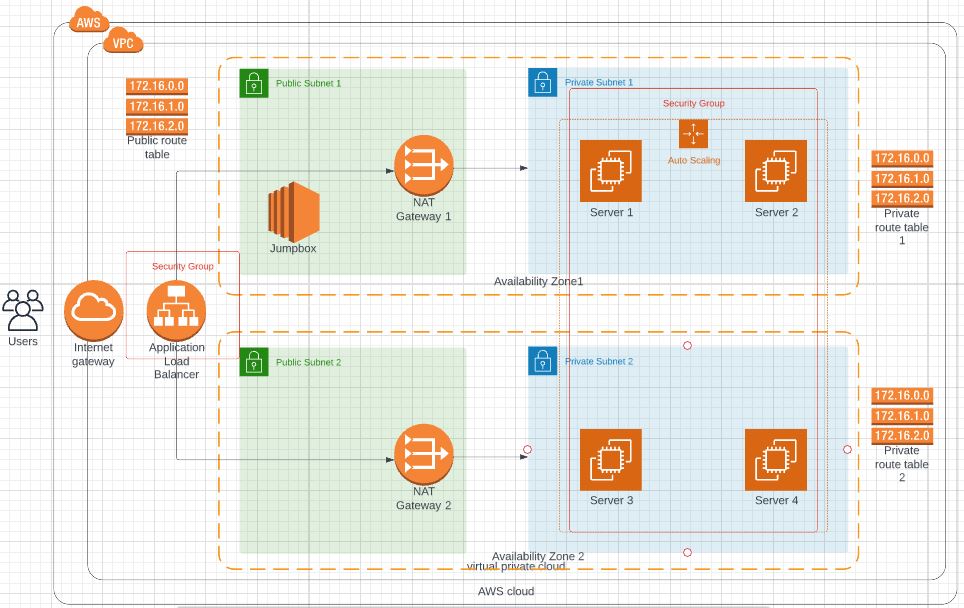 AWS
VPC
172.16.0.0
172.16.1.0
172.16.2.0
Public route
table
Public Subnet 1
NAT
Gateway 1
Jumpbox
Private Subnet 1
Security Group
Auto Scaling
Server 1
Server 2
172.16.0.0
172.16.1.0
172.16.2.0
Private
route table
1
Availability Zone1
Security Group
Users
Internet
gateway
Application
Load
Balancer
Public Subnet 2
NAT
Gateway 2
Private Subnet 2
Server 3
Server 4
172.16.0.0
172.16.1.0
172.16.2.0
Private
route table
2
Availability Zone 2
virtual private cloud
AWS cloud